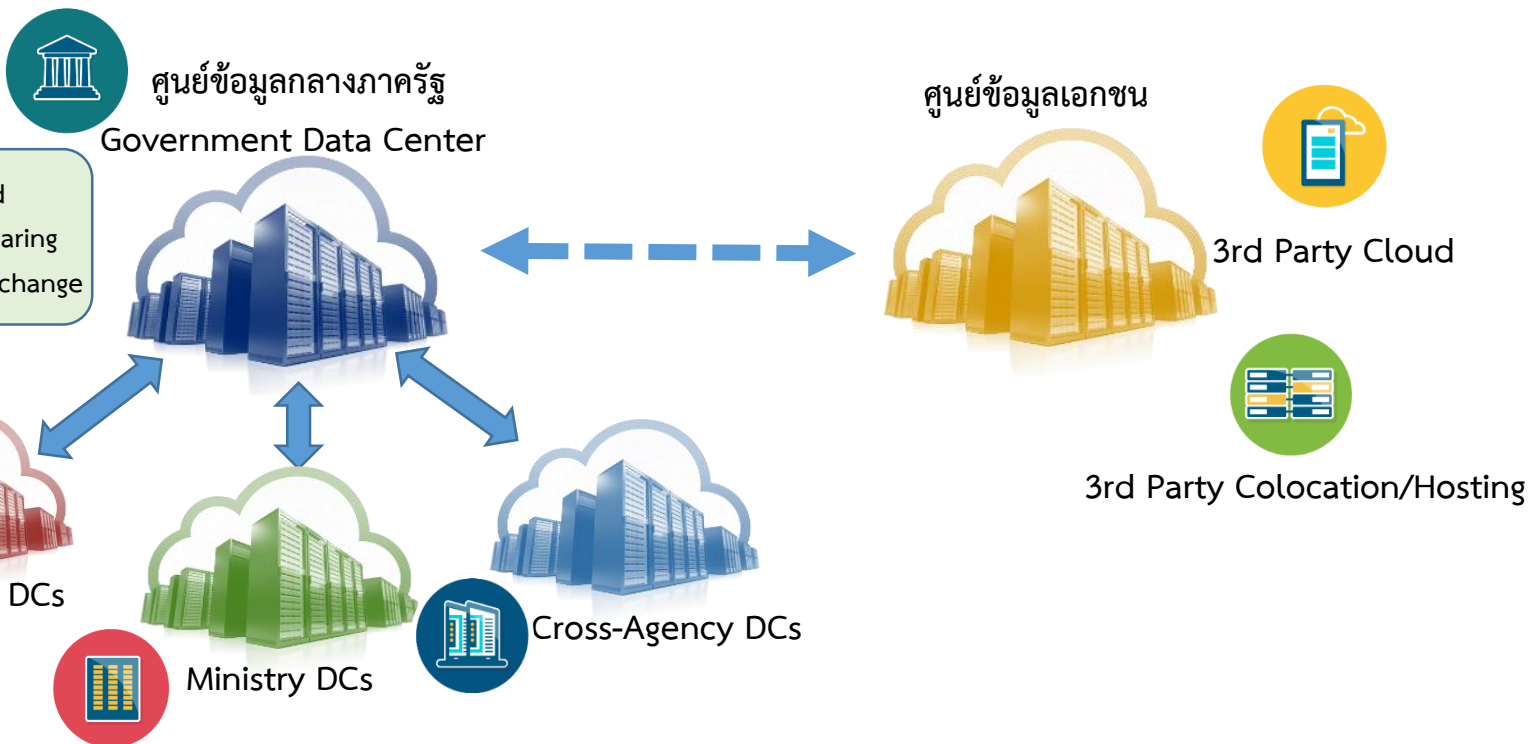 ศูนย์ข้อมูลกลางภาครัฐ
Government Data Center
ศูนย์ข้อมูลเอกชน
3rd Party Cloud
3rd Party Colocation/Hosting
DCs
Ministry DCs
Cross-Agency DCs